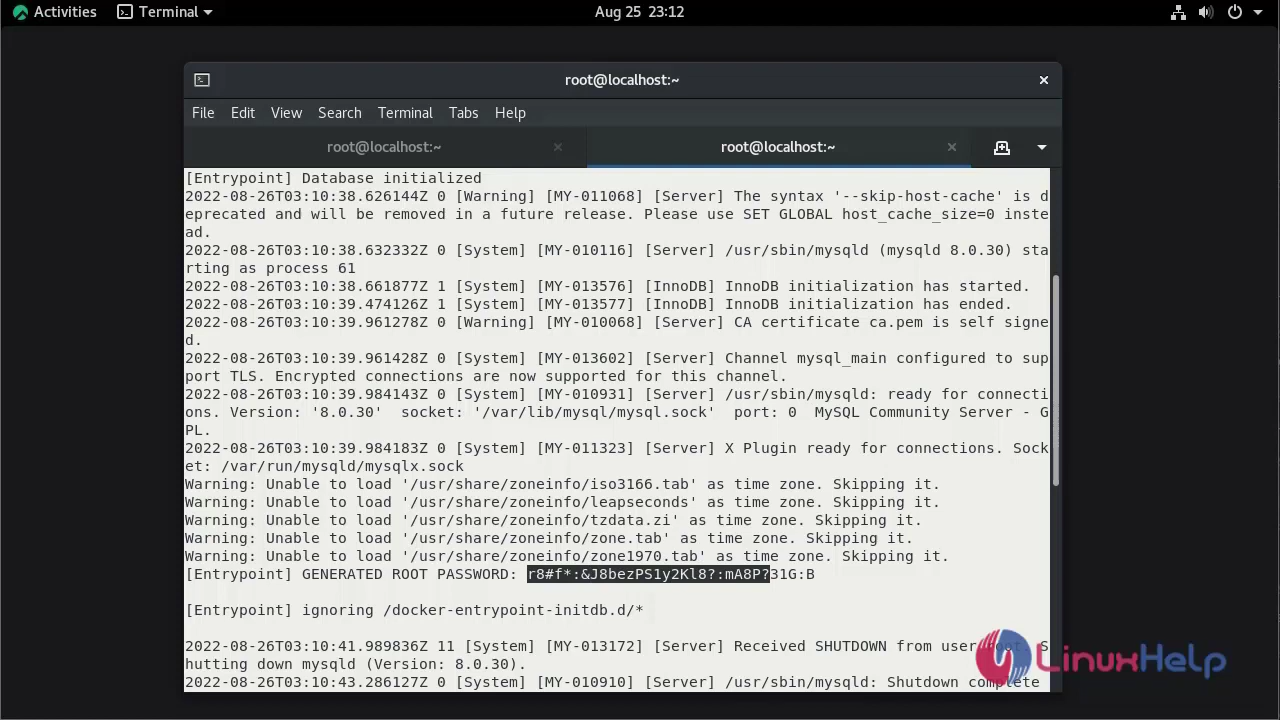 Activities Terminal Aug 25 23:12
root@localhost:~
File Edit View Search Terminal Tabs Help
root@localhost:~ root@localhost:~
[Entrypoint] Database initialized
2022-08-26T03:10:38.626144Z 0 [Warning] [MY-011068] [Server] The syntax '--skip-host-cache' is d
eprecated and will be removed in a future release. Please use SET GLOBAL host_cache_size=0 inste
ad.
2022-08-26T03:10:38.632332Z 0 [System] [MY-010116] [Server] /usr/sbin/mysqld (mysqld 8.0.30) sta
rting as process 61
2022-08-26T03:10:38.661877Z 1 [System] [MY-013576] [InnoDB] InnoDB initialization has started.
2022-08-26T03:10:39.474126Z 1 [System] [MY-013577] [InnoDB] InnoDB initialization has ended.
2022-08-26T03:10:39.961278Z 0 [Warning] [MY-010068] [Server] CA certificate ca.pem is self signe
d.
2022-08-26T03:10:39.961428Z 0 [System] [MY-013602] [Server] Channel mysql_main configured to sup
port TLS. Encrypted connections are now supported for this channel.
2022-08-26T03:10:39.984143Z 0 [System] [MY-010931] [Server] /usr/sbin/mysqld: ready for connecti
ons. Version: '8.0.30'  socket: '/var/lib/mysql/mysql.sock'  port: 0  MySQL Community Server - G
PL.
2022-08-26T03:10:39.984183Z 0 [System] [MY-011323] [Server] X Plugin ready for connections. Sock
et: /var/run/mysqld/mysqlx.sock
Warning: Unable to load '/usr/share/zoneinfo/iso3166.tab' as time zone. Skipping it.
Warning: Unable to load '/usr/share/zoneinfo/leapseconds' as time zone. Skipping it.
Warning: Unable to load '/usr/share/zoneinfo/tzdata.zi' as time zone. Skipping it.
Warning: Unable to load '/usr/share/zoneinfo/zone.tab' as time zone. Skipping it.
Warning: Unable to load '/usr/share/zoneinfo/zone1970.tab' as time zone. Skipping it.
[Entrypoint] GENERATED ROOT PASSWORD: r8#f*:&J8bezPS1y2Kl8?:mA8P?31G:B
[Entrypoint] ignoring /docker-entrypoint-initdb.d/*
2022-08-26T03:10:41.989836Z 11 [System] [MY-013172] [Server] Received SHUTDOWN from user root. S
hutting down mysqld (Version: 8.0.30).
2022-08-26T03:10:43.286127Z 0 [System] [MY-010910] [Server] /usr/sbin/mysqld: Shutdown complete
LinuxHelp